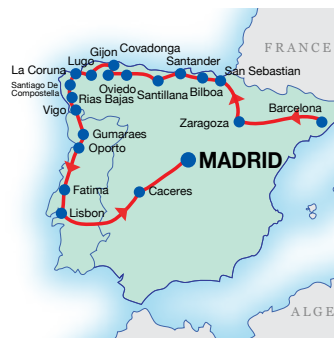 Covadonga
Gijon
FRANCE
Lugo
Santander
La Coruna
Oviedo
San Sebastian
Santiago De
Compostella
Santillana
Bilboa
Rias Bajas
Vigo
Barcelona
Zaragoza
Gumaraes
Oporto
MADRID
Fatima
Caceres
Lisbon
ALGE